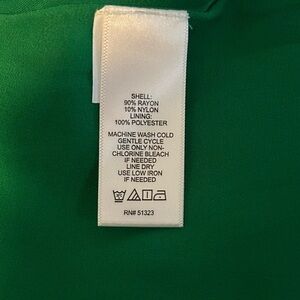 SHELL:
90% RAYON
10% NYLON
LINING:
100% POLYESTER
MACHINE WASH COLD
GENTLE CYCLE
USE ONLY NON-
CHLORINE BLEACH
IF NEEDED
LINE DRY
USE LOW IRON
IF NEEDED
RN# 51323